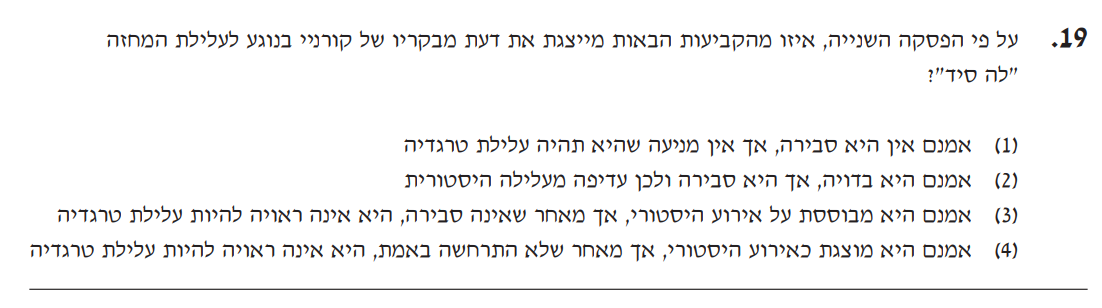 19. על פי הפסקה השנייה, איזו מהקביעות הבאות מייצגת את דעת מבקריו של קורניי בנוגע לעלילת המחזה
"לה סיד"?
(1) אמנם אין היא סבירה, אך אין מניעה שהיא תהיה עלילת טרגדיה
(2) אמנם היא בדויה, אך היא סבירה ולכן עדיפה מעלילה היסטורית
(3) אמנם היא מבוססת על אירוע היסטורי, אך מאחר שאינה סבירה, היא אינה ראויה להיות עלילת טרגדיה
(4) אמנם היא מוצגת כאירוע היסטורי, אך מאחר שלא התרחשה באמת, היא אינה ראויה להיות עלילת טרגדיה